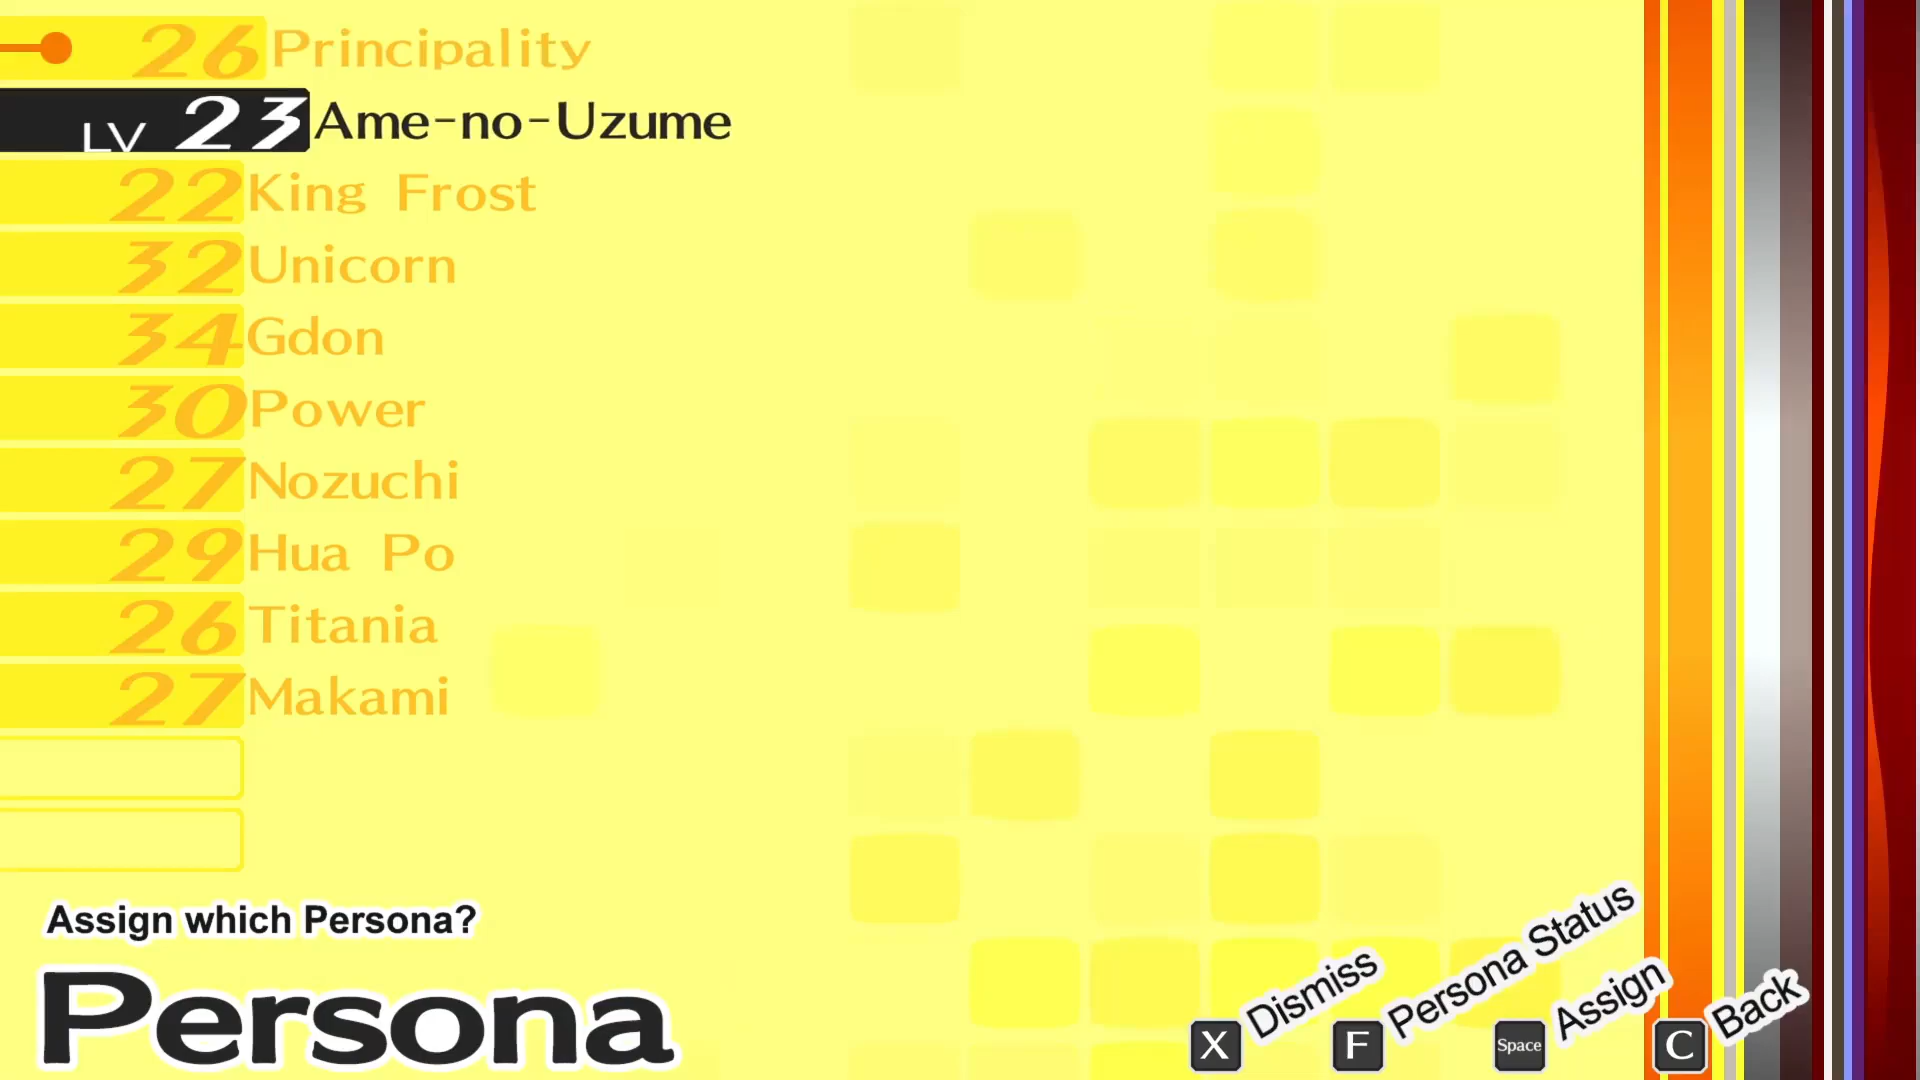 26 Principality
LV 23 Ame-no-Uzume
22 King Frost
32 Unicorn
34 Gdon
30 Power
27 Nozuchi
29 Hua Po
26 Titania
27 Makami
Assign which Persona?
Persona
X Dismiss F Persona Status Space Assign C Back